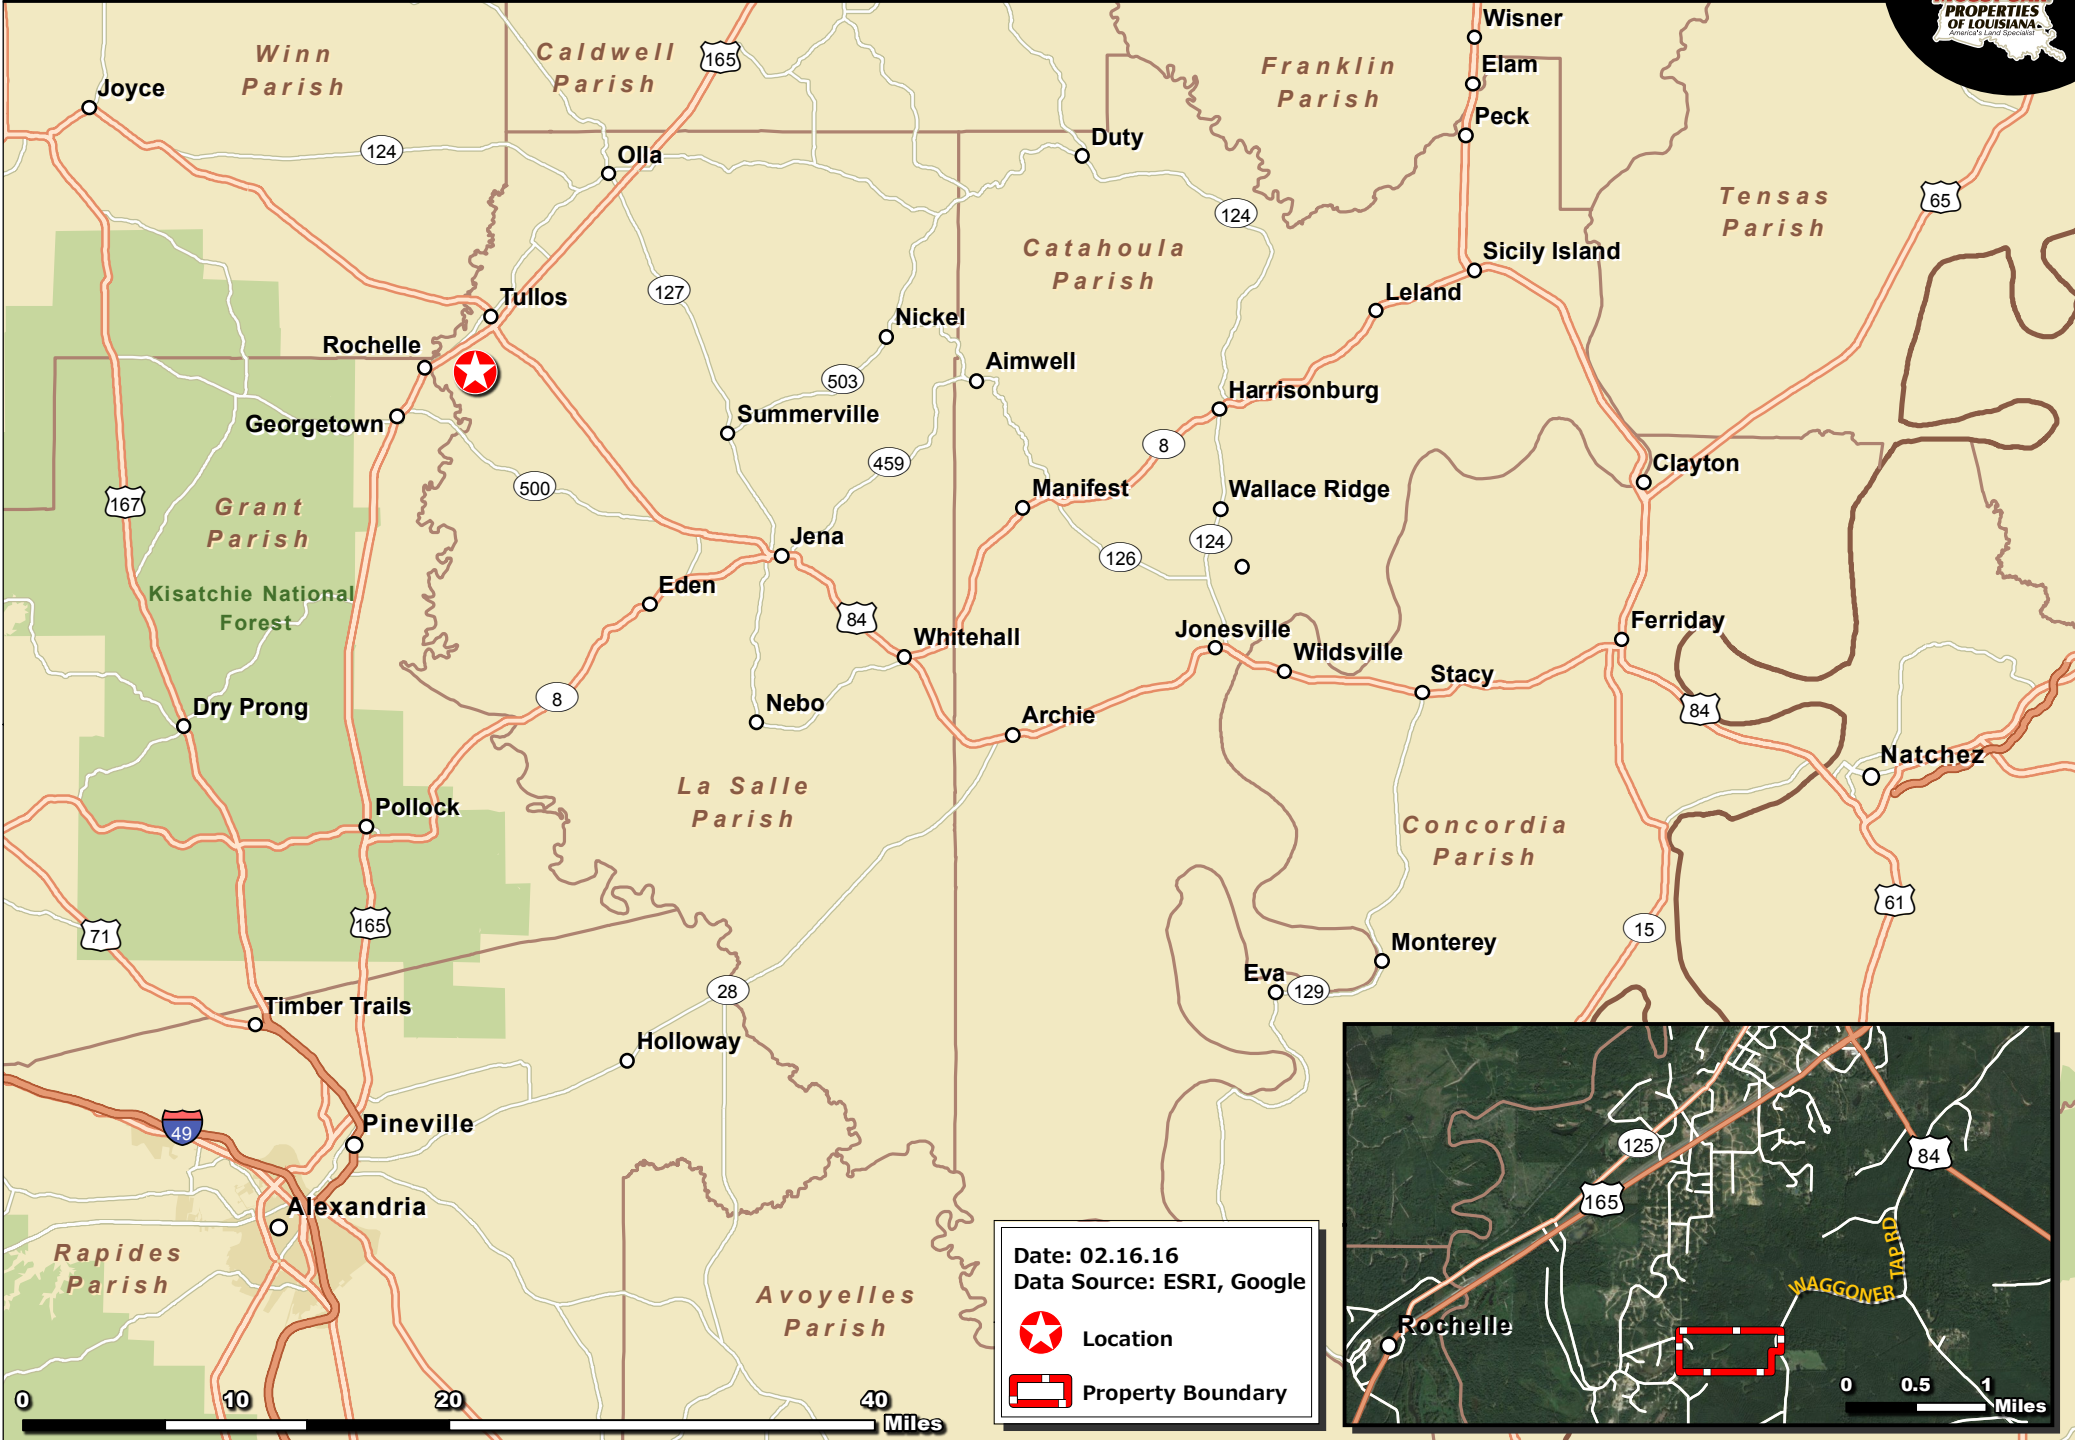 Wisner
PROPERTIES
OF LOUISIANA
America's Land Specialist
Winn
Parish
Caldwell
Parish
165
Franklin
Parish
Elam
Joyce
Peck
124
Olla
Duty
Tensas
Parish
65
124
Catahoula
Parish
Sicily Island
Tullos
127
Leland
Nickel
Rochelle
Aimwell
503
Harrisonburg
Georgetown
Summerville
8
459
Clayton
500
Manifest
Wallace Ridge
167
Grant
Parish
Jena
124
126
Kisatchie National
Forest
Eden
84
Whitehall
Jonesville
Ferriday
Wildsville
Stacy
8
Nebo
Dry Prong
Archie
84
Natchez
La Salle
Parish
Pollock
Concordia
Parish
61
165
71
15
Monterey
Eva
129
28
Timber Trails
Holloway
49
Pineville
Alexandria
Rapides
Parish
Avoyelles
Parish
0
10
20
40
Miles
Date: 02.16.16
Data Source: ESRI, Google
Location
Property Boundary
125
84
165
WAGGONER TAP RD
Rochelle
0
0.5
1
Miles